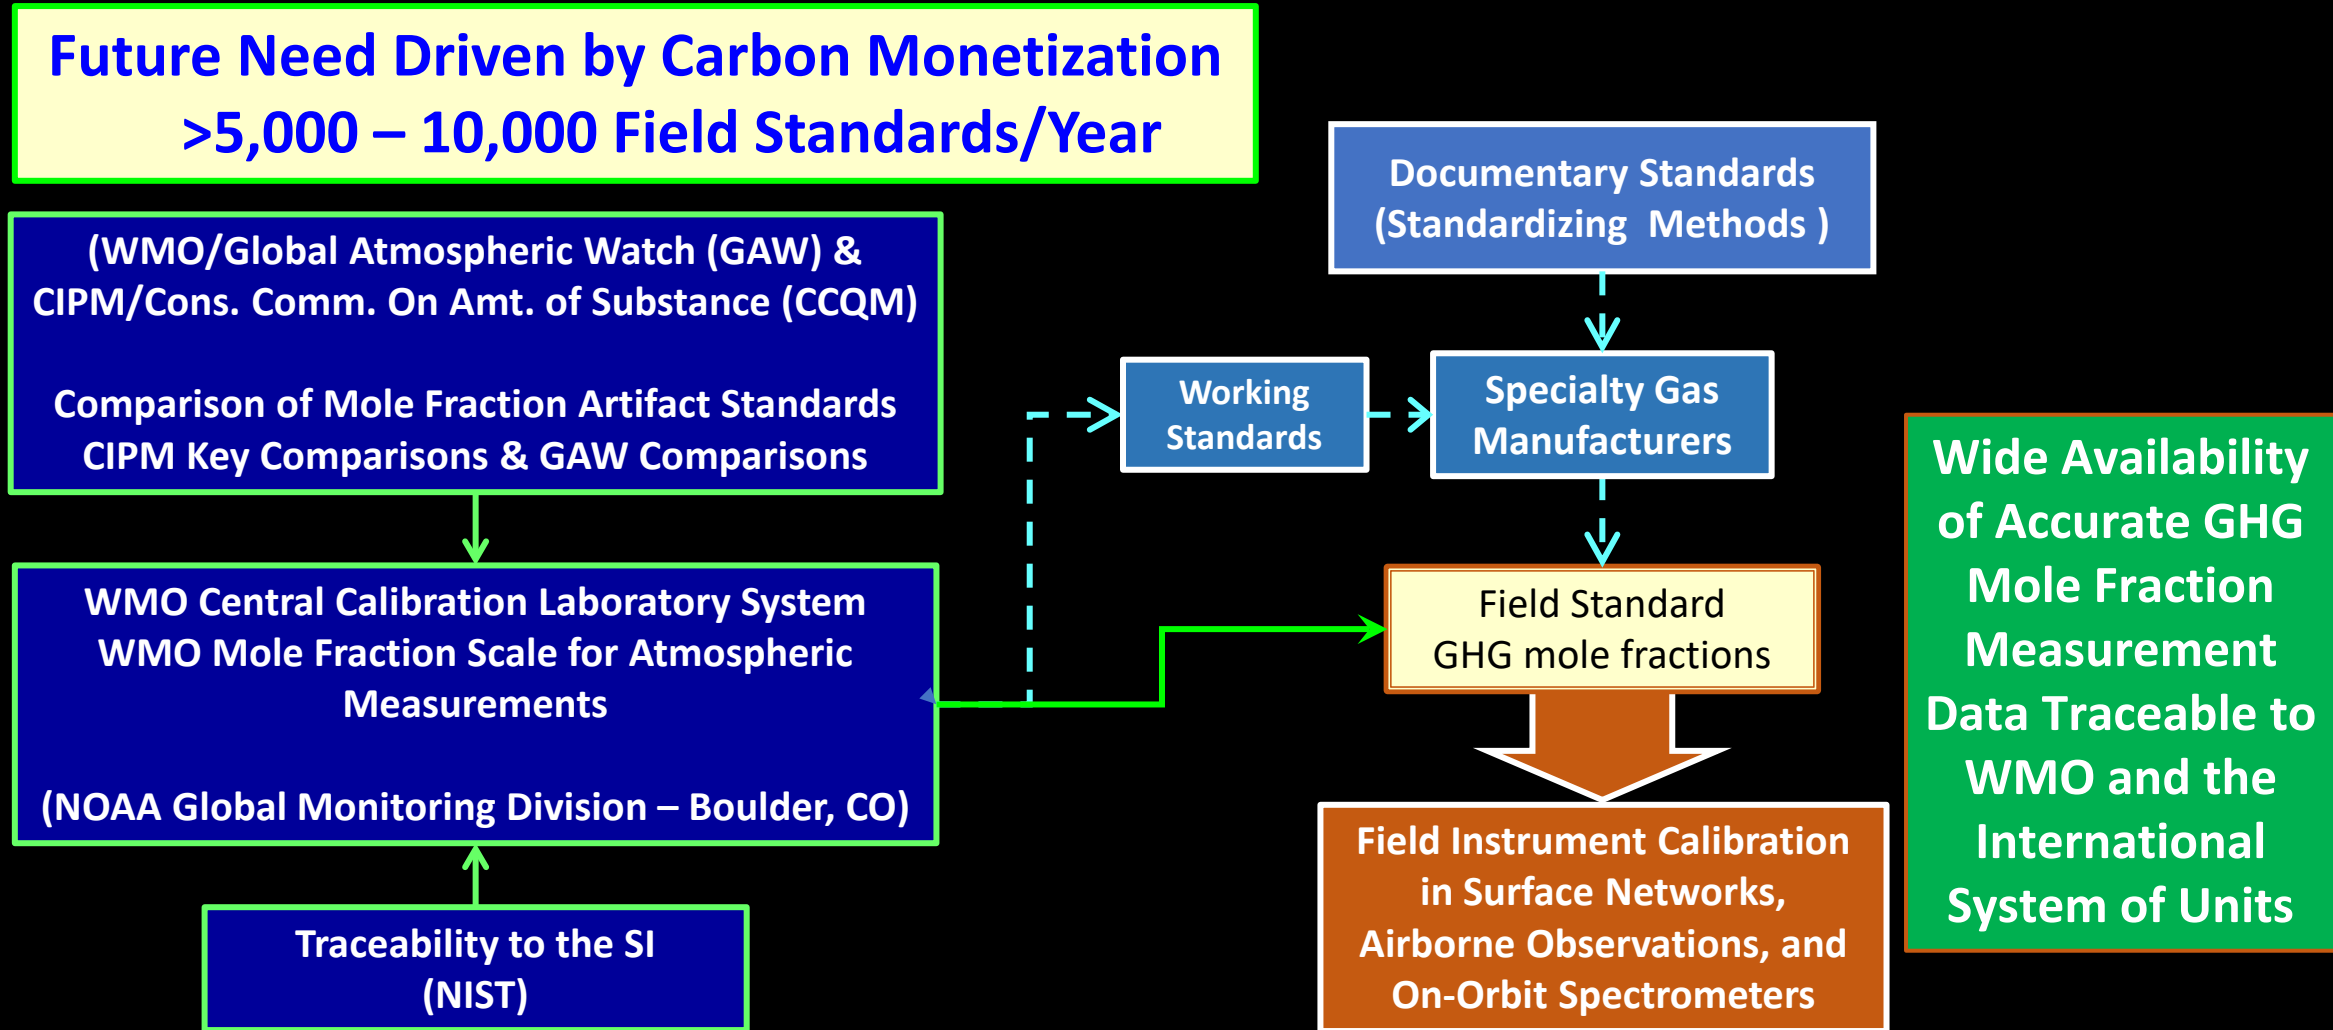 Future Need Driven by Carbon Monetization
>5,000 – 10,000 Field Standards/Year
(WMO/Global Atmospheric Watch (GAW) &
CIPM/Cons. Comm. On Amt. of Substance (CCQM)
Comparison of Mole Fraction Artifact Standards
CIPM Key Comparisons & GAW Comparisons
WMO Central Calibration Laboratory System
WMO Mole Fraction Scale for Atmospheric
Measurements
(NOAA Global Monitoring Division – Boulder, CO)
Traceability to the SI
(NIST)
Documentary Standards
(Standardizing  Methods )
Working
Standards
Specialty Gas
Manufacturers
Field Standard
GHG mole fractions
Field Instrument Calibration
in Surface Networks,
Airborne Observations, and
On-Orbit Spectrometers
Wide Availability
of Accurate GHG
Mole Fraction
Measurement
Data Traceable to
WMO and the
International
System of Units